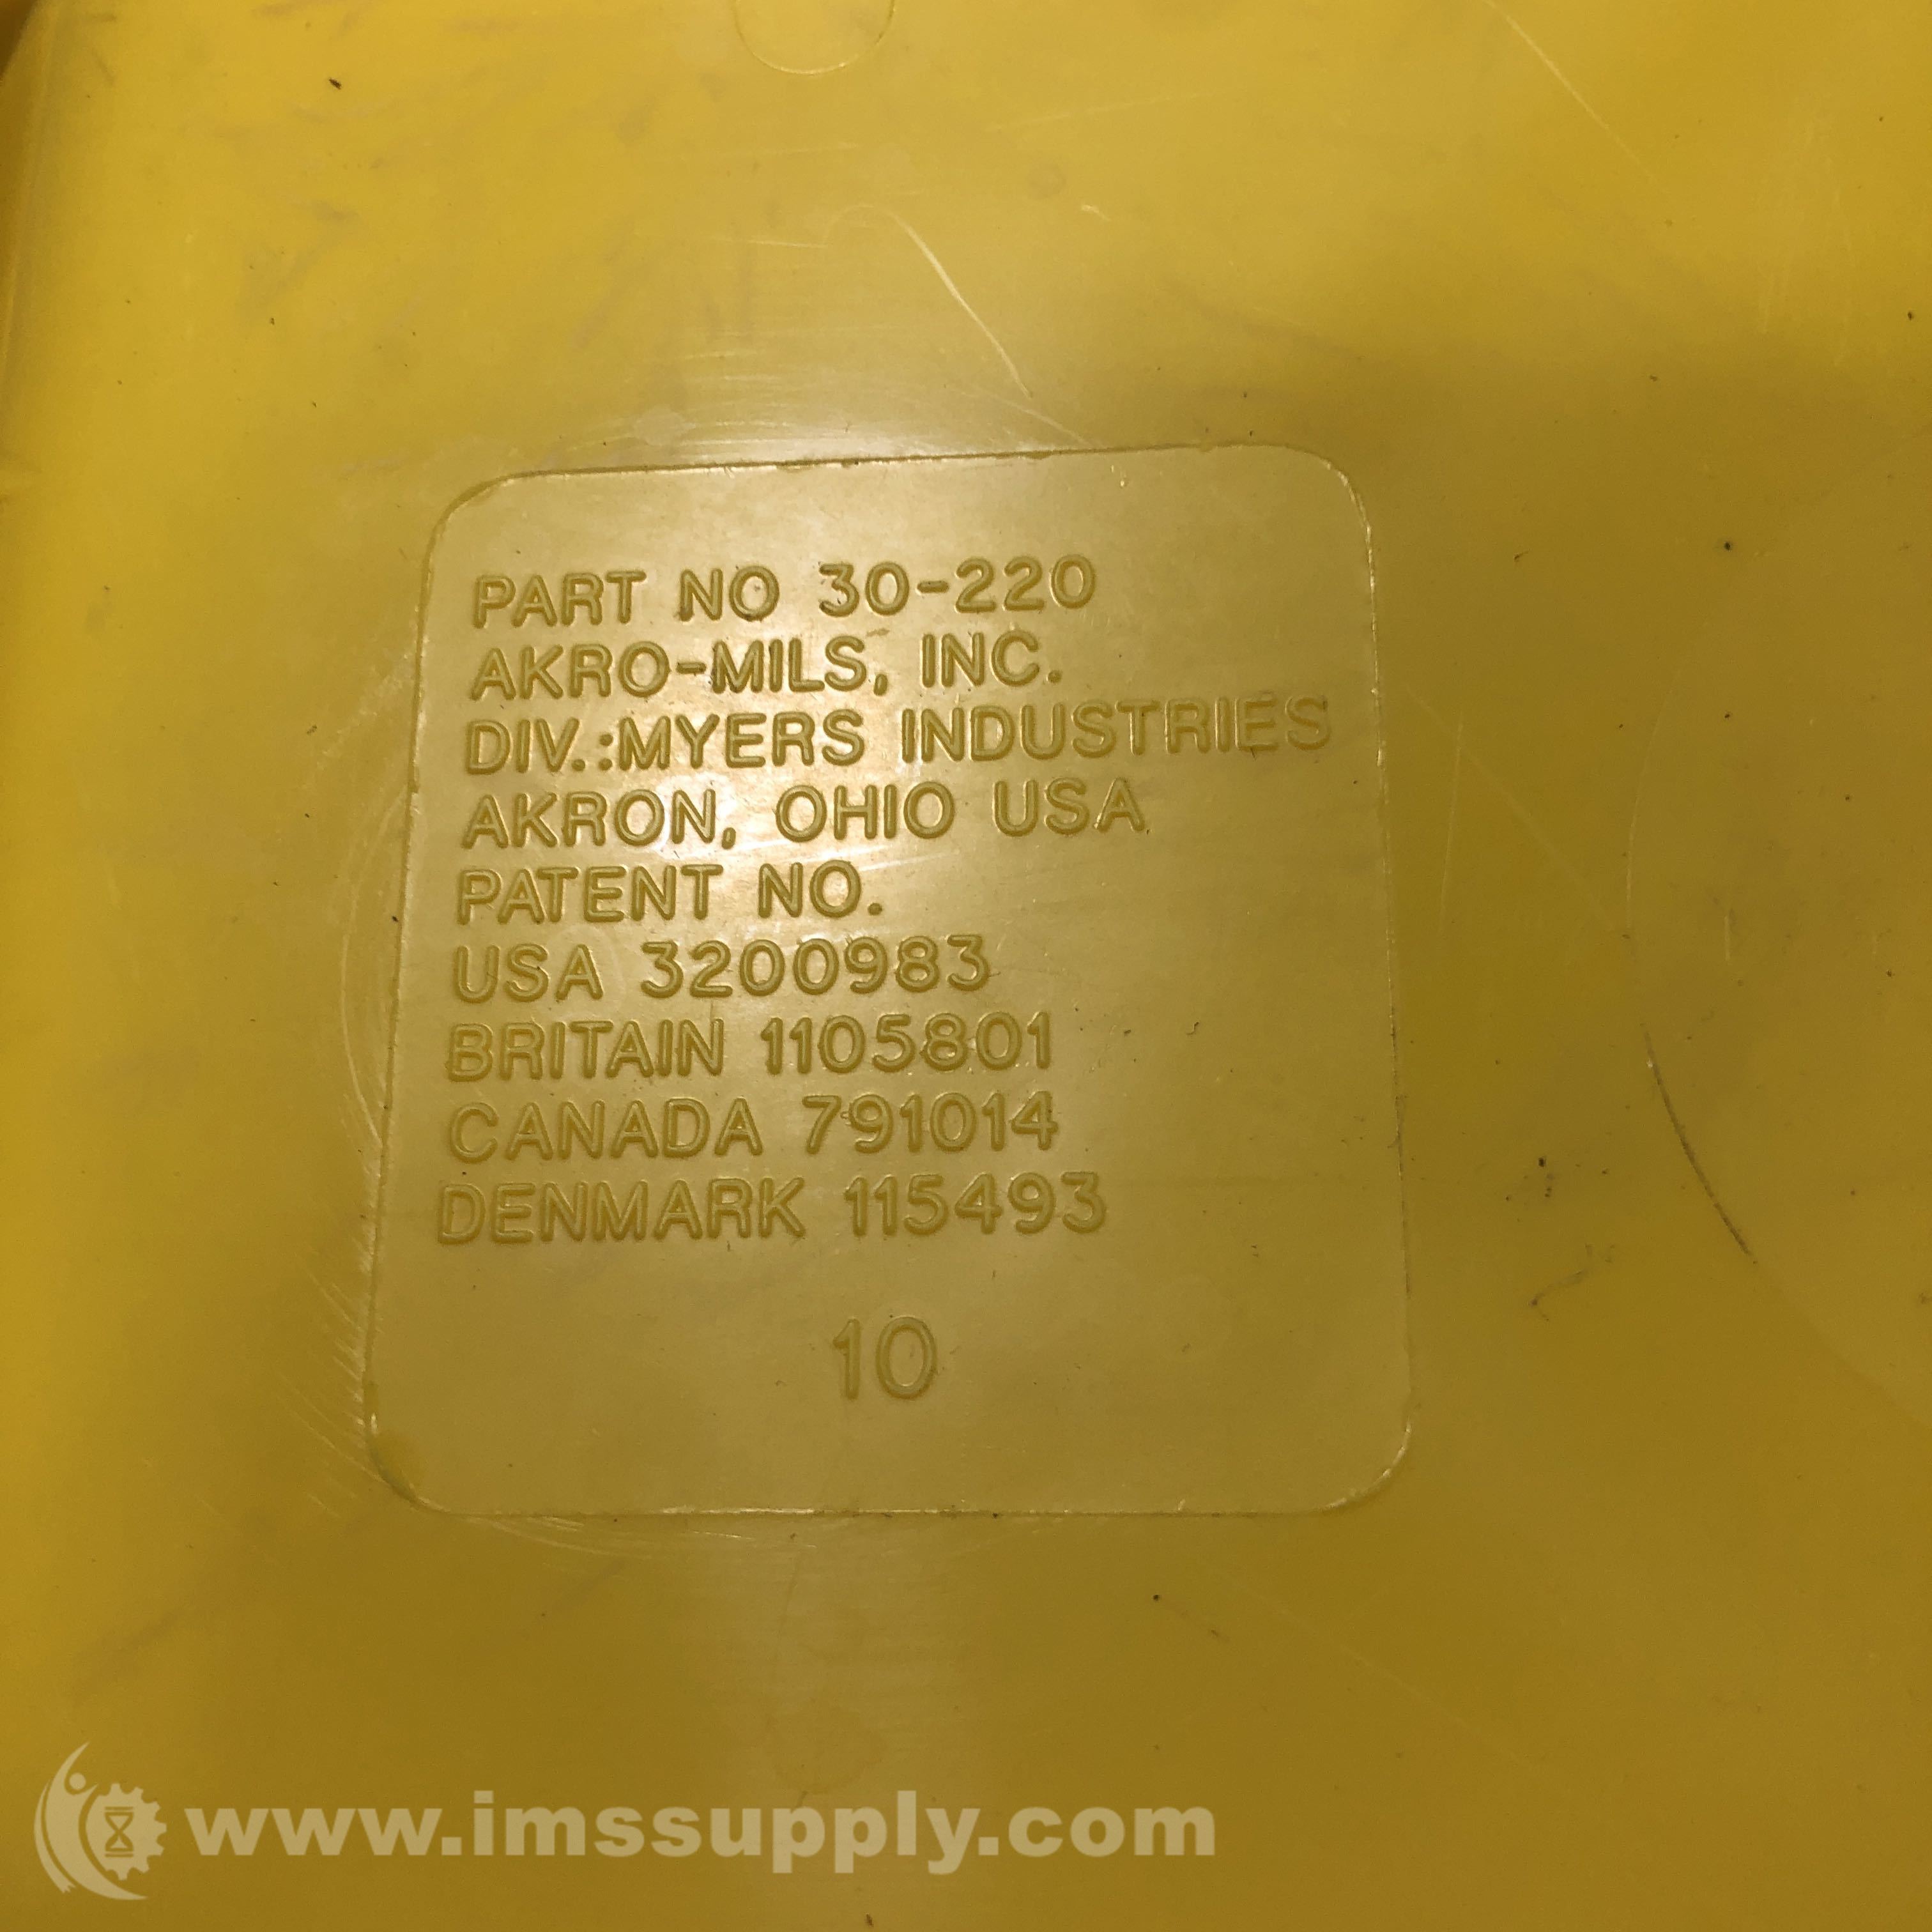 PART NO 30-220
AKRO-MILS, INC.
DIV.:MYERS INDUSTRIES
AKRON, OHIO USA
PATENT NO.
USA 3200983
BRITAIN 1105801
CANADA 791014
DENMARK 115493
10
www.imssupply.com